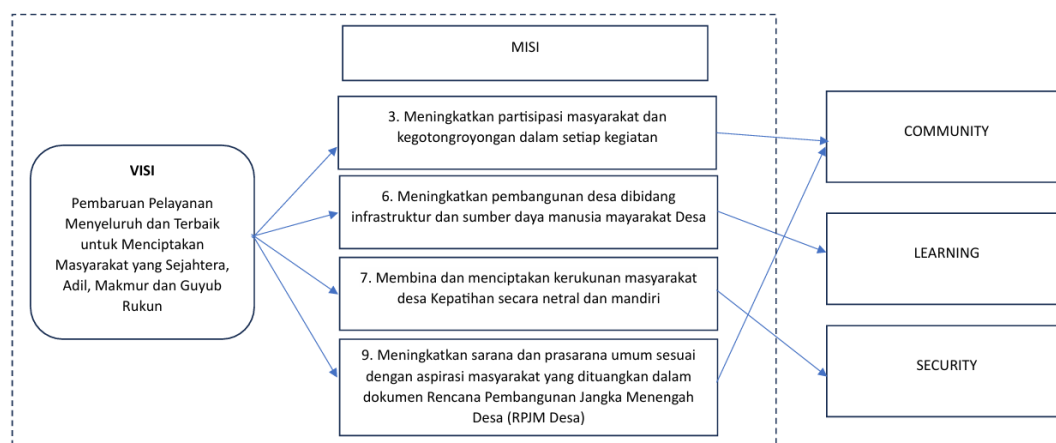 MISI
VISI
Pembaruan Pelayanan
Menyeluruh dan Terbaik
untuk Menciptakan
Masyarakat yang Sejahtera,
Adil, Makmur dan Guyub
Rukun
3. Meningkatkan partisipasi masyarakat dan
kegotongroyongan dalam setiap kegiatan
6. Meningkatkan pembangunan desa dibidang
infrastruktur dan sumber daya manusia mayarakat Desa
7. Membina dan menciptakan kerukunan masyarakat
desa Kepatihan secara netral dan mandiri
9. Meningkatkan sarana dan prasarana umum sesuai
dengan aspirasi masyarakat yang dituangkan dalam
dokumen Rencana Pembangunan Jangka Menengah
Desa (RPJM Desa)
COMMUNITY
LEARNING
SECURITY